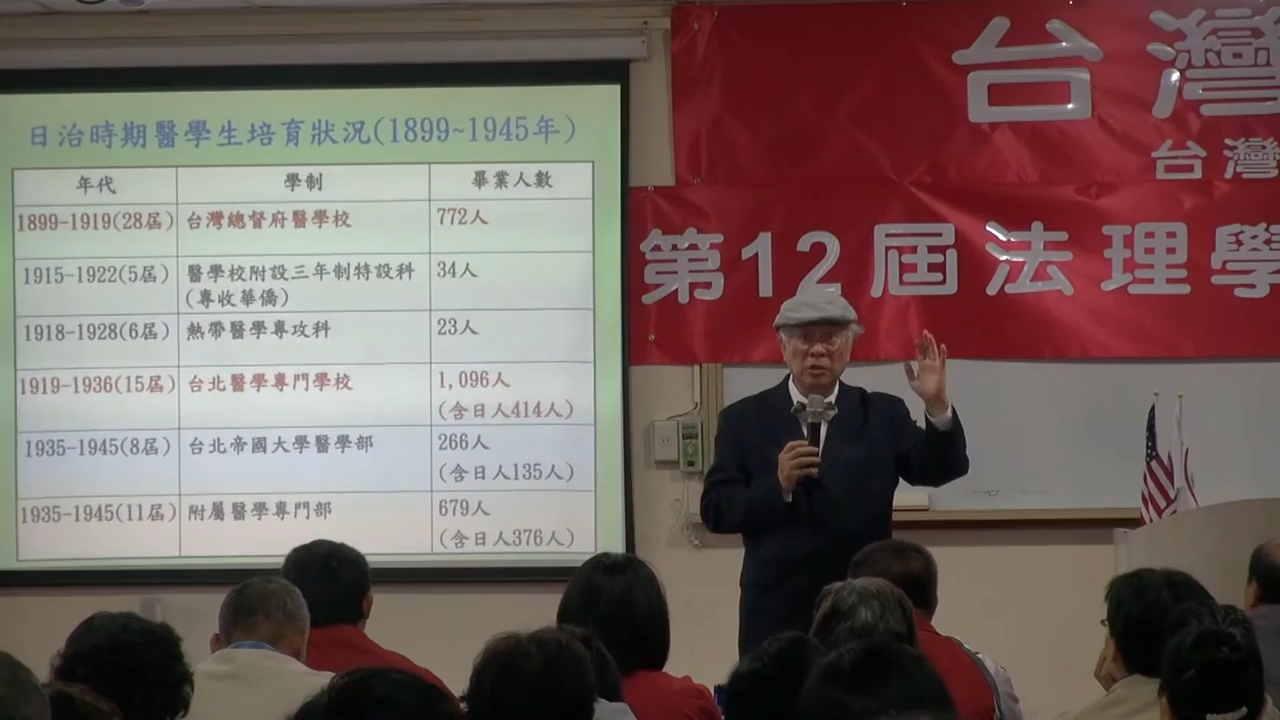 日治時期醫學生培育狀況(1899~1945年)
年代 學制 畢業人數
1899-1919(28屆) 台灣總督府醫學校 772人
1915-1922(5屆) 醫學校附設三年制特設科 34人
(專收華僑)
1918-1928(6屆) 熱帶醫學專攻科 23人
1919-1936(15屆) 台北醫學專門學校 1,096人
(含日人414人)
1935-1945(8屆) 台北帝國大學醫學部 266人
(含日人135人)
1935-1945(11屆) 附屬醫學專門部 679人
(含日人376人)
台灣
台灣
第12屆法理學